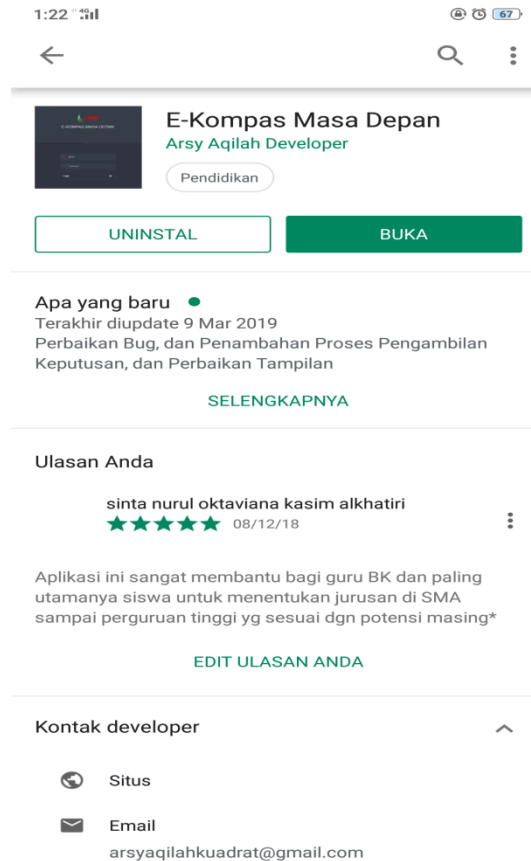 1:22
4G
67
E-Kompas Masa Depan
Arsy Aqilah Developer
Pendidikan
UNINSTAL
BUKA
Apa yang baru
Terakhir diupdate 9 Mar 2019
Perbaikan Bug, dan Penambahan Proses Pengambilan
Keputusan, dan Perbaikan Tampilan
SELENGKAPNYA
Ulasan Anda
sinta nurul oktaviana kasim alkhatiri
08/12/18
Aplikasi ini sangat membantu bagi guru BK dan paling
utamanya siswa untuk menentukan jurusan di SMA
sampai perguruan tinggi yg sesuai dgn potensi masing*
EDIT ULASAN ANDA
Kontak developer
Situs
Email
arsyaqilahkuadrat@gmail.com